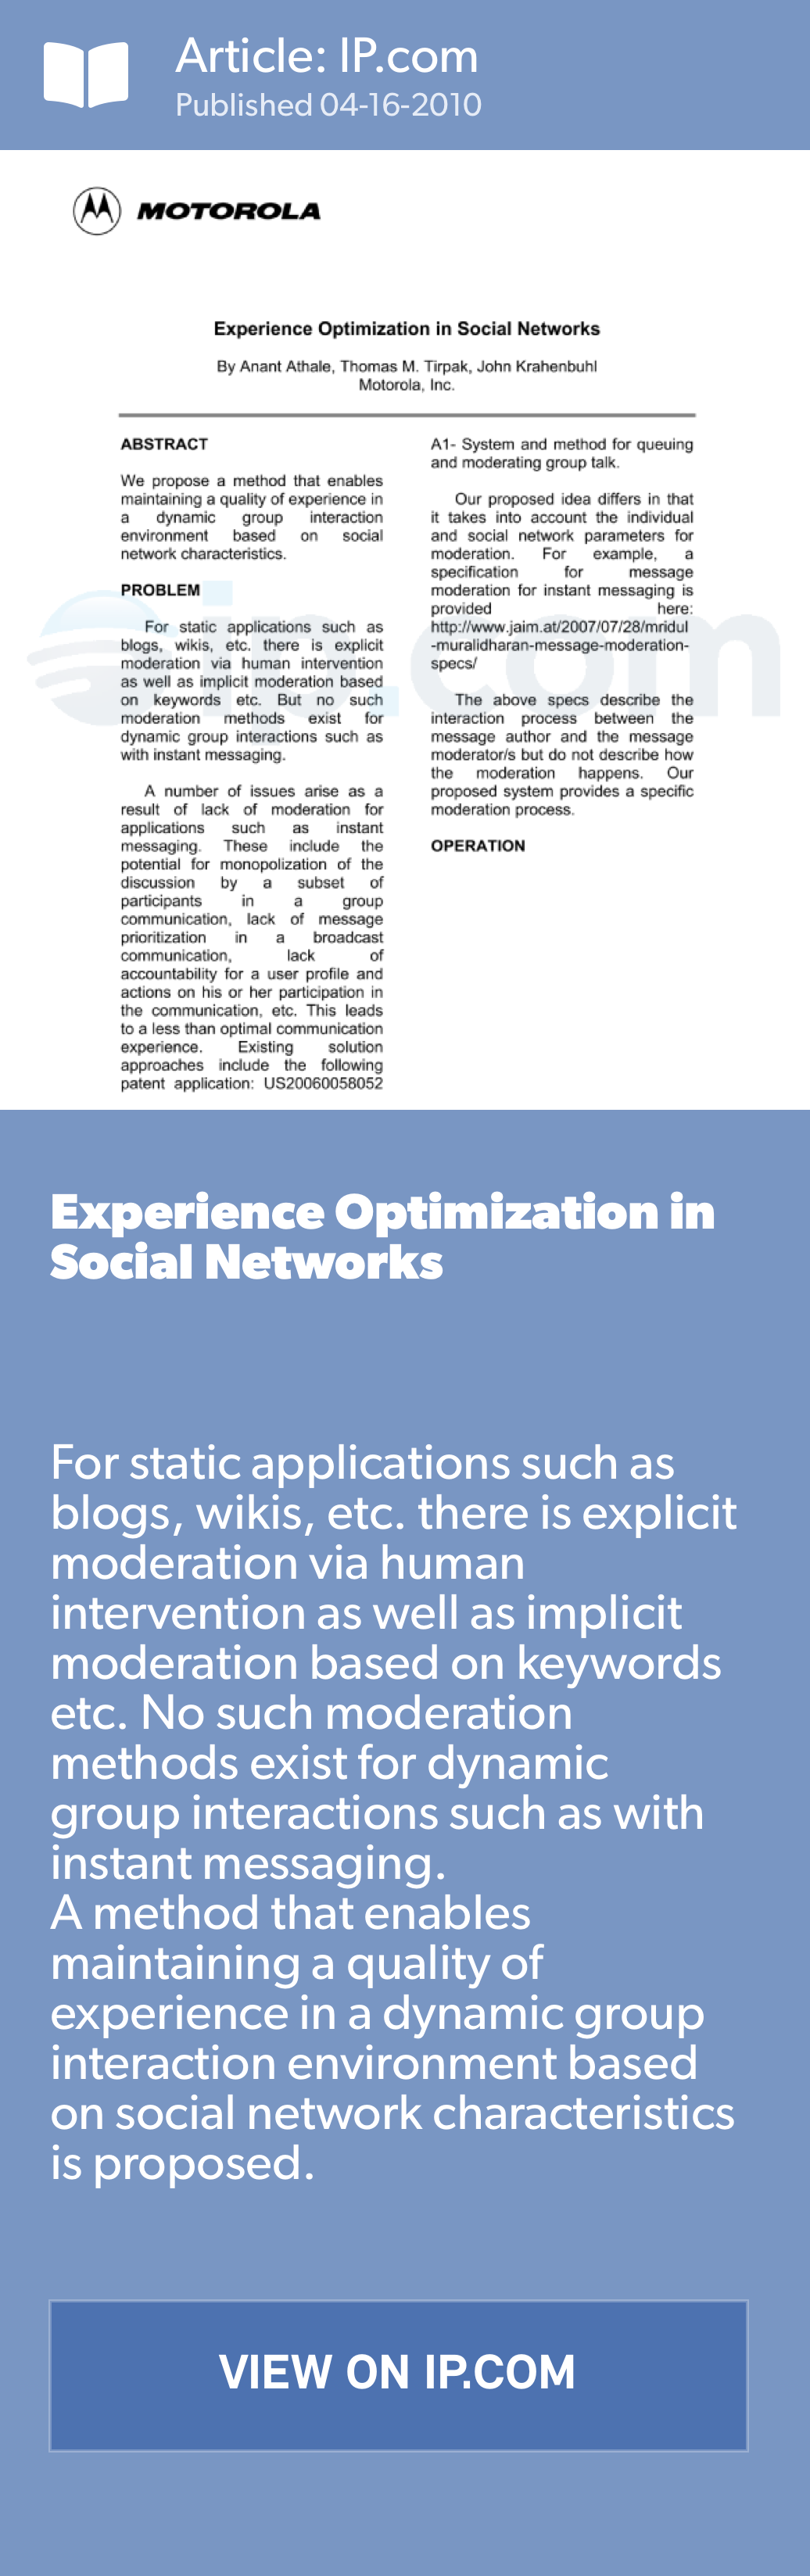 Article: IP.com
Published 04-16-2010
MOTOROLA
Experience Optimization in Social Networks
By Anant Athale, Thomas M. Tirpak, John Krahenbuhl
Motorola, Inc.
ABSTRACT
We propose a method that enables
maintaining a quality of experience in
a dynamic group interaction
environment based on social
network characteristics.
PROBLEM
For static applications such as
blogs, wikis, etc. there is explicit
moderation via human intervention
as well as implicit moderation based
on keywords etc. But no such
moderation methods exist for
dynamic group interactions such as
with instant messaging.
A number of issues arise as a
result of lack of moderation for
applications such as instant
messaging. These include the
potential for monopolization of the
discussion by a subset of
participants in a group
communication, lack of message
prioritization in a broadcast
communication, lack of
accountability for a user profile and
actions on his or her participation in
the communication, etc. This leads
to a less than optimal communication
experience. Existing solution
approaches include the following
patent application: US20060058052
A1- System and method for queuing
and moderating group talk.
Our proposed idea differs in that
it takes into account the individual
and social network parameters for
moderation. For example, a
specification for message
moderation for instant messaging is
provided here:
http://www.jaim.at/2007/07/28/mridul
-muralidharan-message-moderation-
specs/
The above specs describe the
interaction process between the
message author and the message
moderator/s but do not describe how
the moderation happens. Our
proposed system provides a specific
moderation process.
OPERATION
ip.com
Experience Optimization in
Social Networks
For static applications such as
blogs, wikis, etc. there is explicit
moderation via human
intervention as well as implicit
moderation based on keywords
etc. No such moderation
methods exist for dynamic
group interactions such as with
instant messaging.
A method that enables
maintaining a quality of
experience in a dynamic group
interaction environment based
on social network characteristics
is proposed.
VIEW ON IP.COM